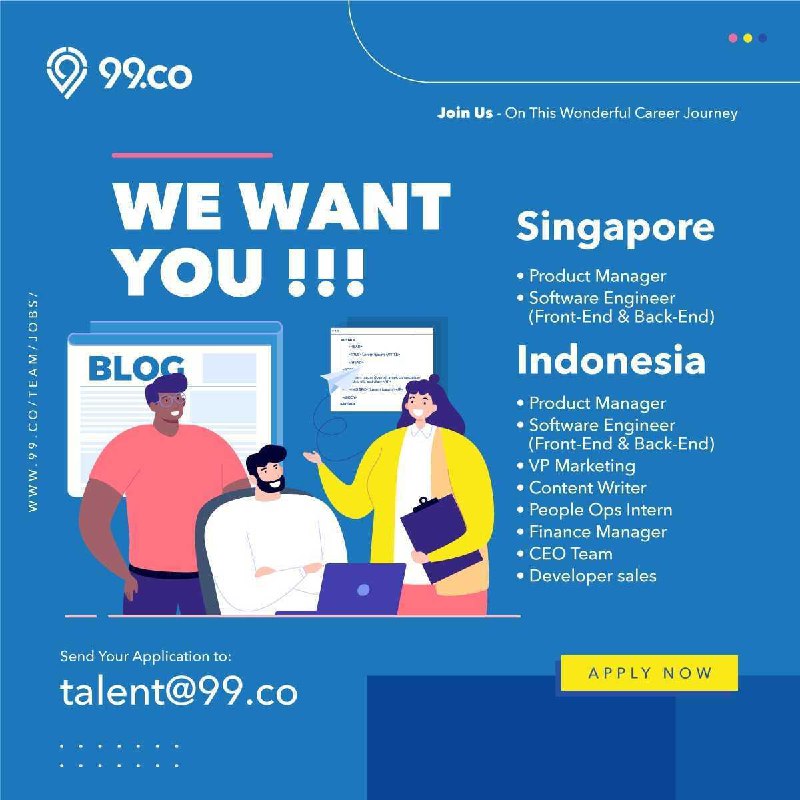 99.co
Join Us - On This Wonderful Career Journey
WE WANT
YOU !!!
Singapore
• Product Manager
• Software Engineer
(Front-End & Back-End)
Indonesia
• Product Manager
• Software Engineer
(Front-End & Back-End)
• VP Marketing
• Content Writer
• People Ops Intern
• Finance Manager
• CEO Team
• Developer sales
WWW.99.CO/TEAM/JOBS/
BLOG
Send Your Application to:
talent@99.co
APPLY NOW